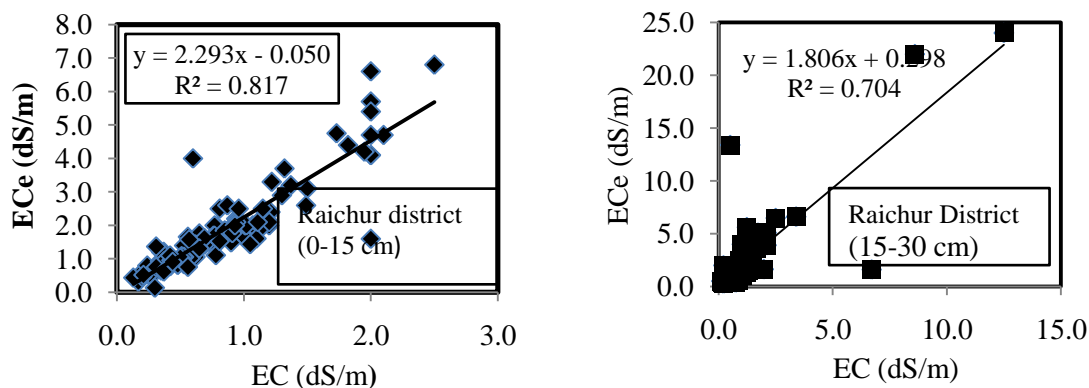 8.0
7.0
6.0
5.0
4.0
3.0
2.0
1.0
0.0
ECe (dS/m)
y = 2.293x - 0.050
R² = 0.817
Raichur district
(0-15 cm)
0.0 1.0 2.0 3.0
EC (dS/m)
25.0
20.0
15.0
10.0
5.0
0.0
ECe (dS/m)
y = 1.806x +
R² = 0.704
Raichur District
(15-30 cm)
0.0 5.0 10.0 15.0
EC (dS/m)